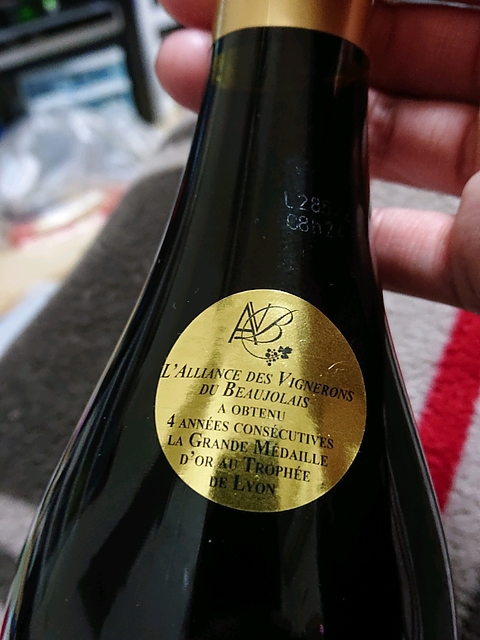 AVB
L'ALLIANCE DES VIGNERONS
DU BEAUJOLAIS
A OBTENU
4 ANNÉES CONSÉCUTIVES
LA GRANDE MÉDAILLE
D'OR AU TROPHÉE
DE LYON